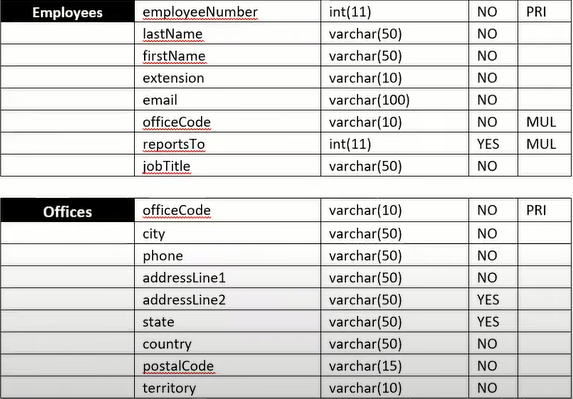 Employees employeeNumber int(11) NO PRI
lastName varchar(50) NO
firstName varchar(50) NO
extension varchar(10) NO
email varchar(100) NO
officeCode varchar(10) NO MUL
reportsTo int(11) YES MUL
jobTitle varchar(50) NO
Offices officeCode varchar(10) NO PRI
city varchar(50) NO
phone varchar(50) NO
addressLine1 varchar(50) NO
addressLine2 varchar(50) YES
state varchar(50) YES
country varchar(50) NO
postalCode varchar(15) NO
territory varchar(10) NO